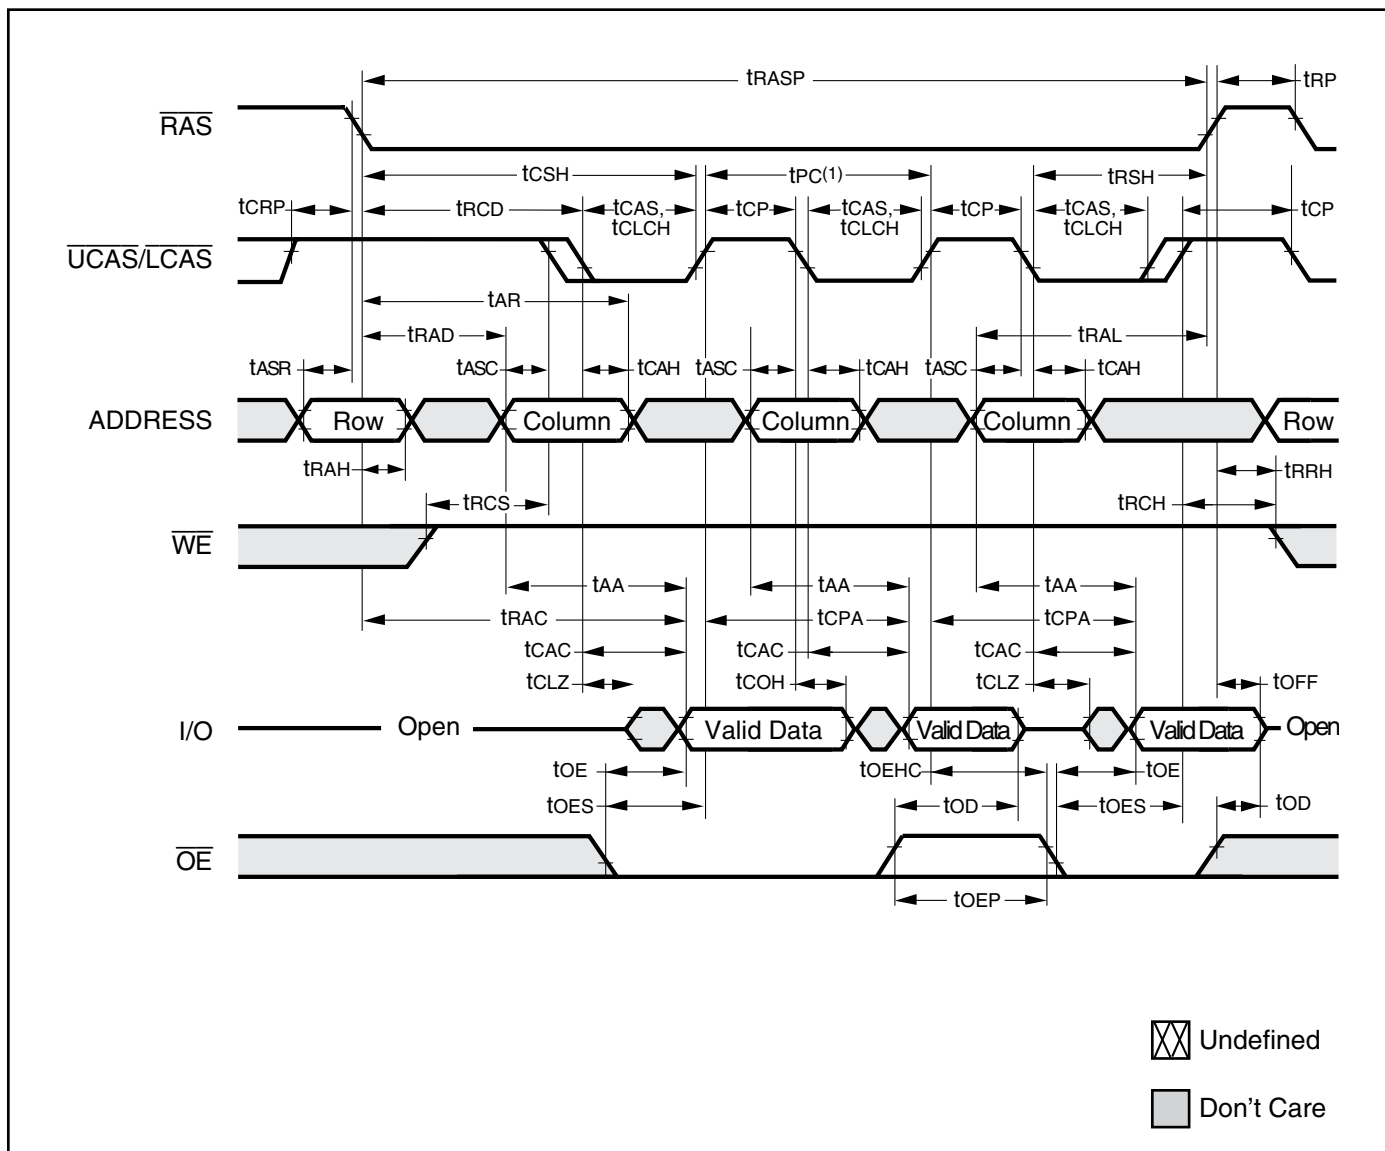 tRASP tRP
RAS
tCSH tPC(1) tRSH
tCRP tRCD tCAS, tCLCH tCP tCAS, tCLCH tCP tCAS, tCLCH tCP
UCAS/LCAS
tAR
tRAD tRAL
tASR tASC tCAH tASC tCAH tASC tCAH
ADDRESS Row Column Column Column Row
tRAH tRRH
tRCS tRCH
WE
tAA tAA tAA
tRAC tCPA tCPA
tCAC tCAC tCAC
tCLZ tCOH tCLZ tOFF
I/O Open Valid Data Valid Data Valid Data Open
tOE tOEHC tOE
tOES tOD tOES tOD
OE
tOEP
Undefined
Don't Care